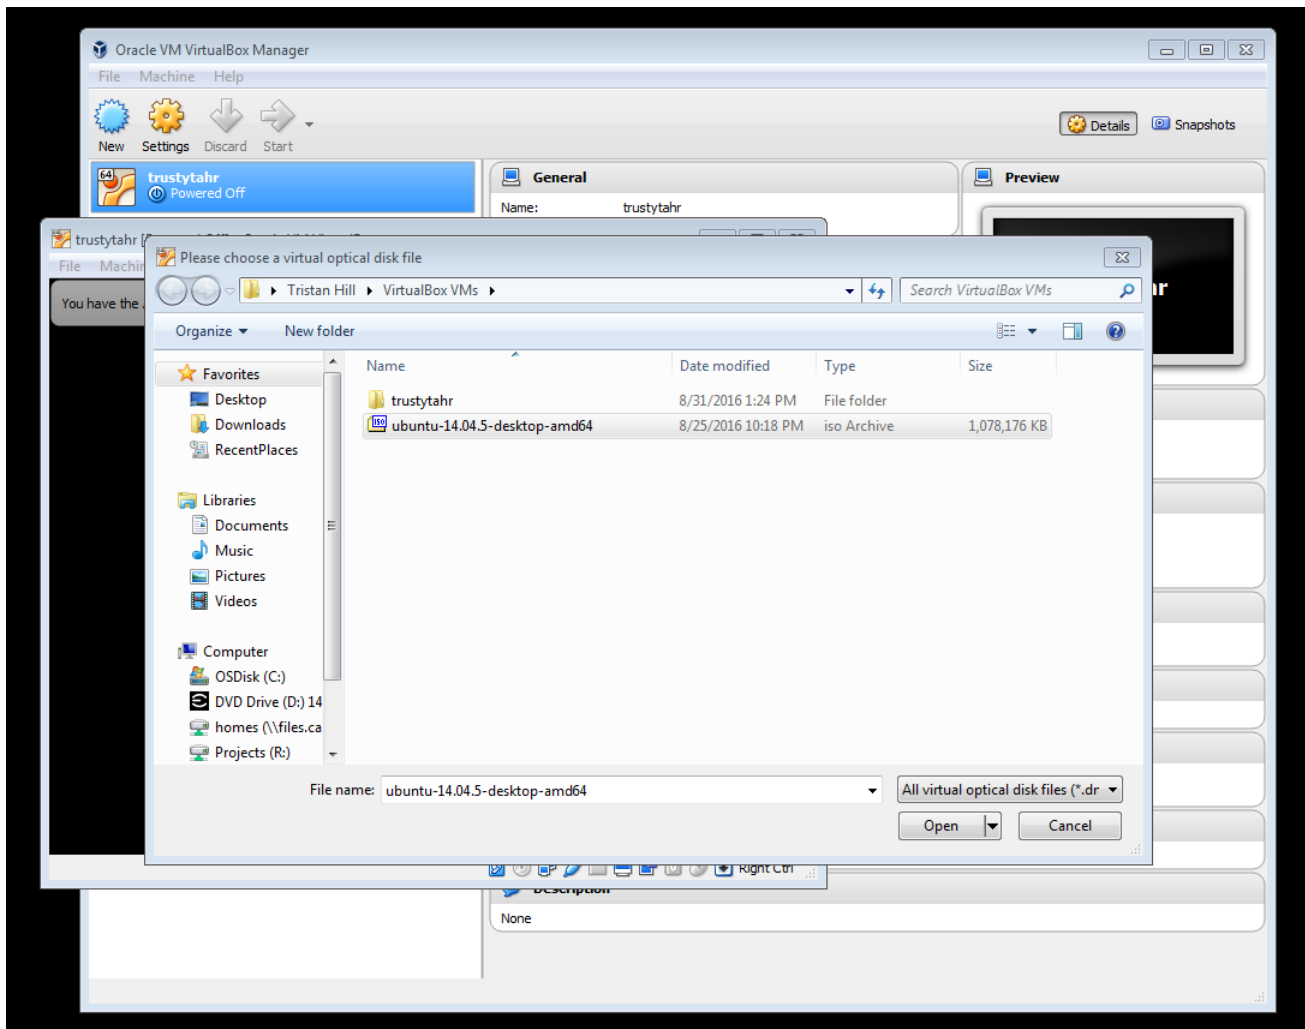 Oracle VM VirtualBox Manager
File Machine Help
New Settings Discard Start
Details Snapshots
64
trustytahr
Powered Off
General
Name: trustytahr
Preview
trustytahr
File Machin
You have the
Please choose a virtual optical disk file
Tristan Hill VirtualBox VMs
Search VirtualBox VMs
Organize New folder
Name Date modified Type Size
trustytahr 8/31/2016 1:24 PM File folder
ubuntu-14.04.5-desktop-amd64 8/25/2016 10:18 PM iso Archive 1,078,176 KB
Favorites
Desktop
Downloads
RecentPlaces
Libraries
Documents
Music
Pictures
Videos
Computer
OSDisk (C:)
DVD Drive (D:) 14
homes (\\files.ca
Projects (R:)
File name: ubuntu-14.04.5-desktop-amd64
All virtual optical disk files (*.dr
Open Cancel
Right Ctrl
Description
None